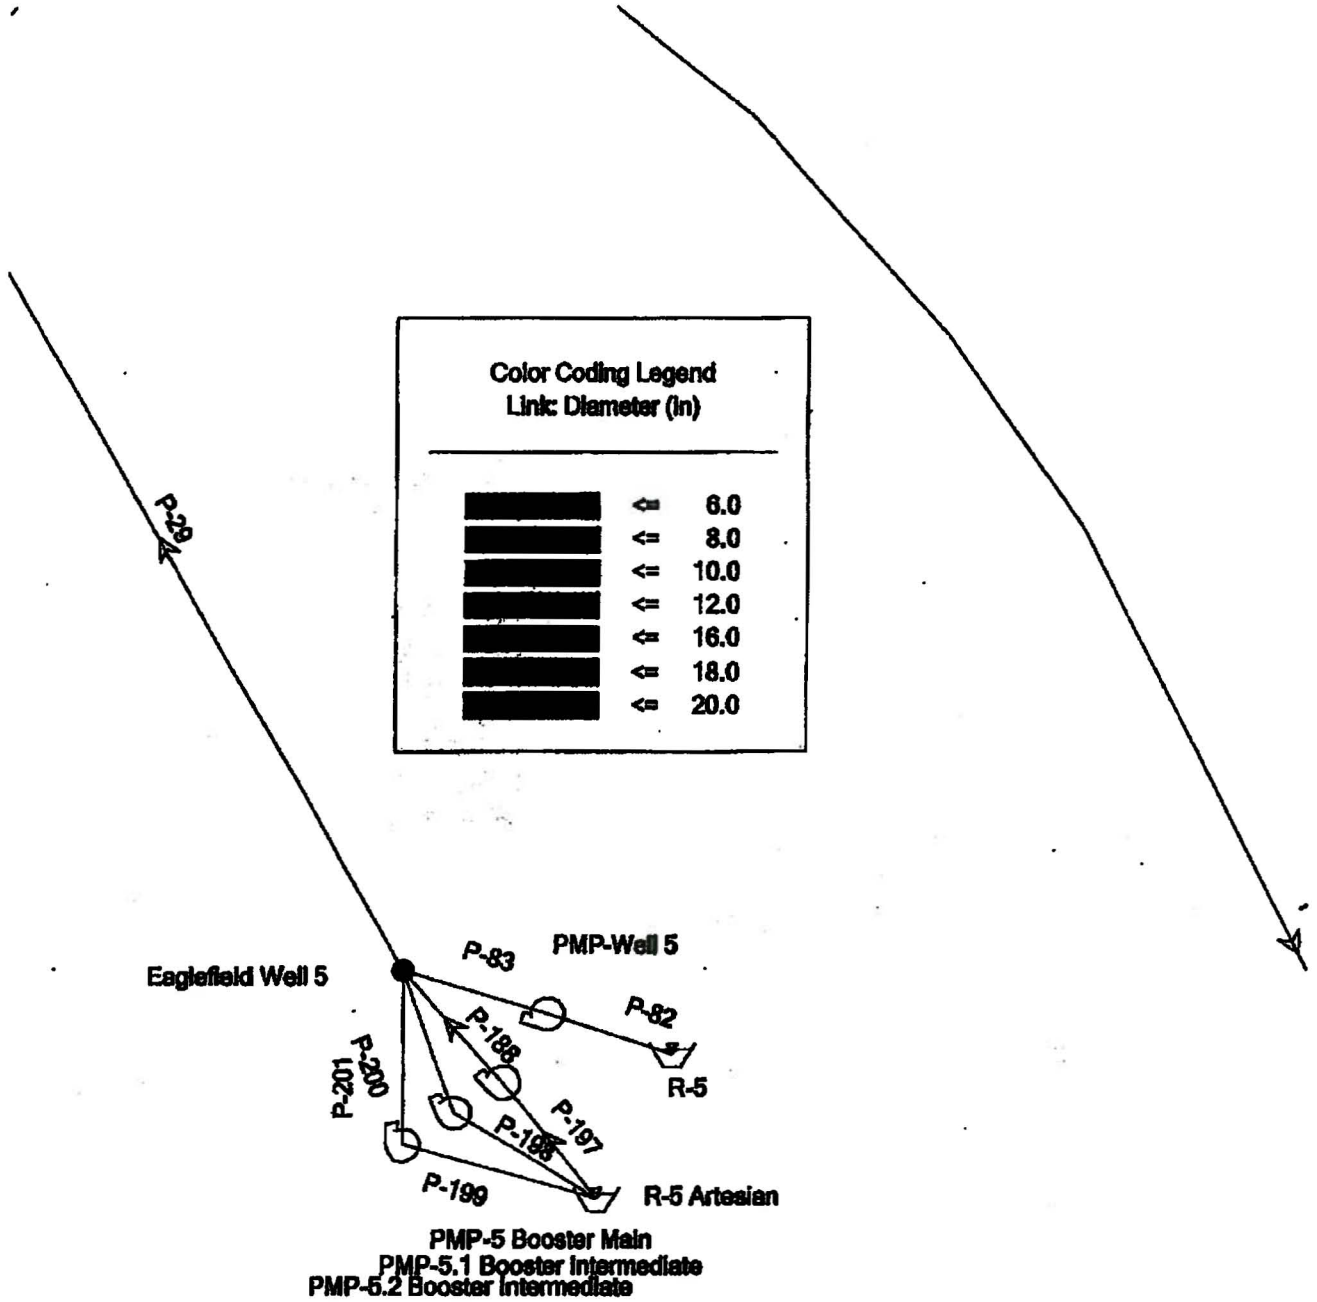 Color Coding Legend
Link: Diameter (in)
<= 6.0
<= 8.0
<= 10.0
<= 12.0
<= 16.0
<= 18.0
<= 20.0
P-29
PMP-Well 5
P-83
Eaglefield Well 5
P-82
P-188
R-5
P-200
P-201
P-197
P-198
P-199
R-5 Artesian
PMP-5 Booster Main
PMP-5.1 Booster Intermediate
PMP-5.2 Booster Intermediate